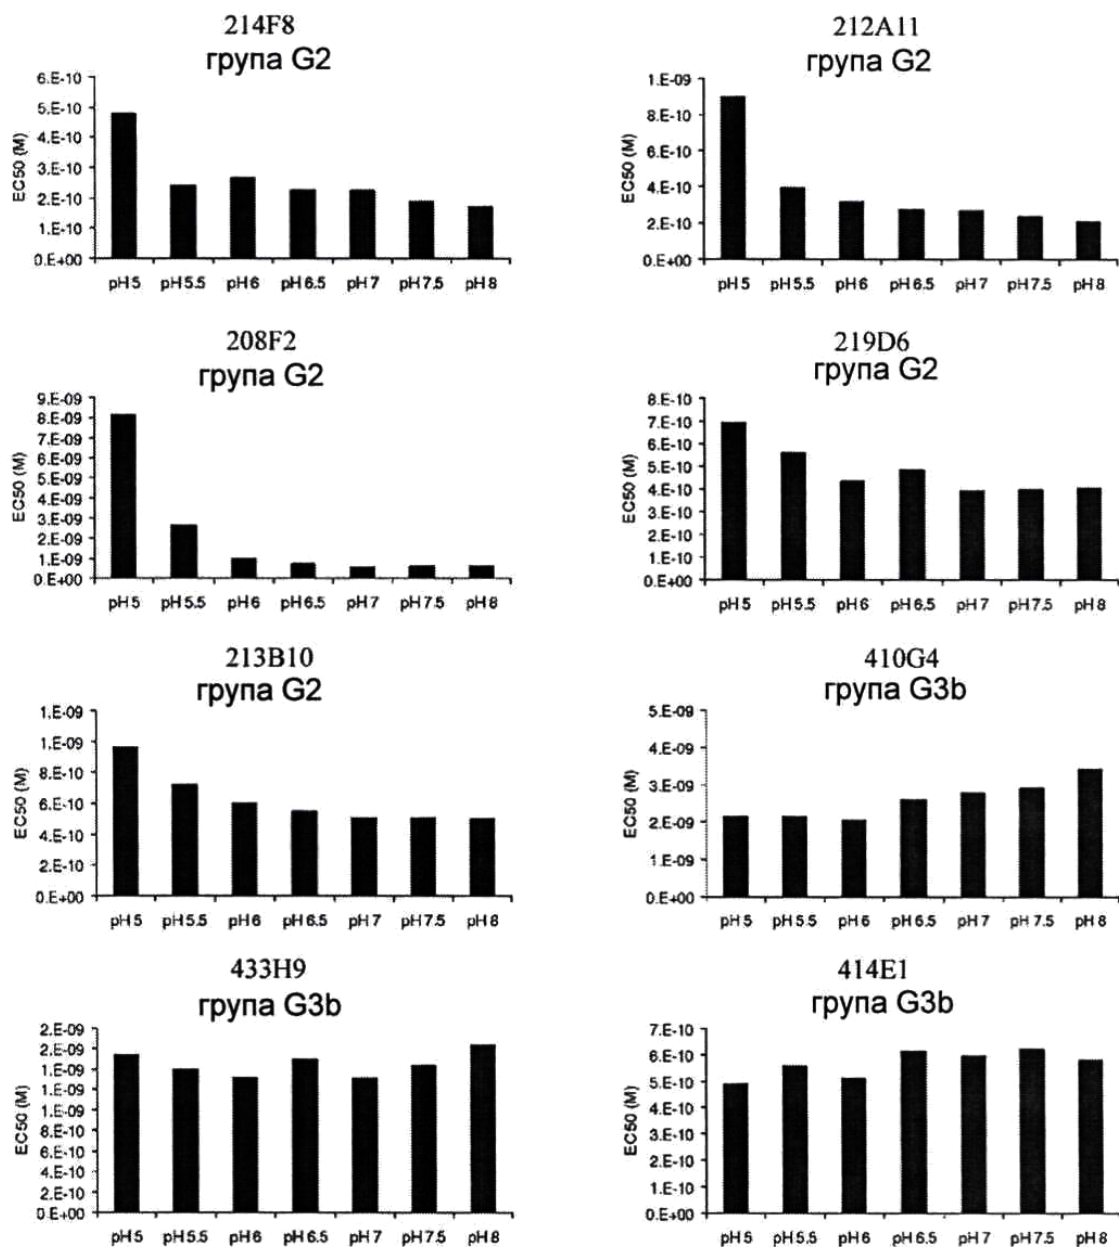 214F8
група G2
6.E-10
5.E-10
4.E-10
3.E-10
2.E-10
1.E-10
0.E+00
EC50 (M)
pH 5 pH 5.5 pH 6 pH 6.5 pH 7 pH 7.5 pH 8
212A11
група G2
1.E-09
8.E-10
6.E-10
4.E-10
2.E-10
0.E+00
EC50 (M)
pH 5 pH 5.5 pH 6 pH 6.5 pH 7 pH 7.5 pH 8
208F2
група G2
9.E-09
8.E-09
7.E-09
6.E-09
5.E-09
4.E-09
3.E-09
2.E-09
1.E-09
0.E+00
EC50 (M)
pH 5 pH 5.5 pH 6 pH 6.5 pH 7 pH 7.5 pH 8
219D6
група G2
8.E-10
7.E-10
6.E-10
5.E-10
4.E-10
3.E-10
2.E-10
1.E-10
0.E+00
EC50 (M)
pH 5 pH 5.5 pH 6 pH 6.5 pH 7 pH 7.5 pH 8
213B10
група G2
1.E-09
1.E-09
8.E-10
6.E-10
4.E-10
2.E-10
0.E+00
EC50 (M)
pH 5 pH 5.5 pH 6 pH 6.5 pH 7 pH 7.5 pH 8
410G4
група G3b
5.E-09
4.E-09
3.E-09
2.E-09
1.E-09
0.E+00
EC50 (M)
pH 5 pH 5.5 pH 6 pH 6.5 pH 7 pH 7.5 pH 8
433H9
група G3b
2.E-09
2.E-09
1.E-09
1.E-09
1.E-09
8.E-10
6.E-10
4.E-10
2.E-10
0.E+00
EC50 (M)
pH 5 pH 5.5 pH 6 pH 6.5 pH 7 pH 7.5 pH 8
414E1
група G3b
7.E-10
6.E-10
5.E-10
4.E-10
3.E-10
2.E-10
1.E-10
0.E+00
EC50 (M)
pH 5 pH 5.5 pH 6 pH 6.5 pH 7 pH 7.5 pH 8